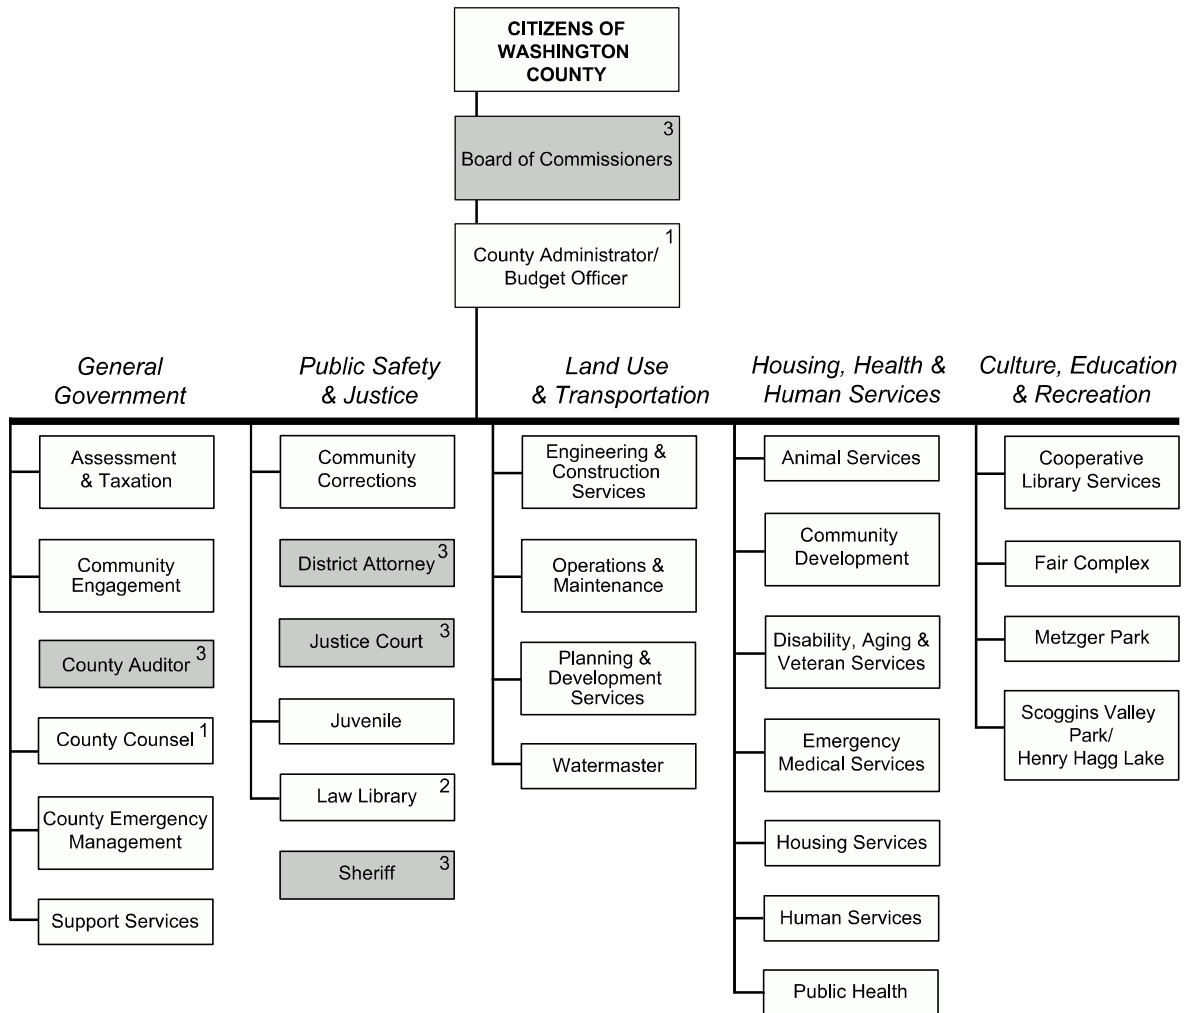 CITIZENS OF
WASHINGTON
COUNTY
3
Board of Commissioners
1
County Administrator/
Budget Officer
General
Government
Assessment
& Taxation
Community
Engagement
County Auditor 3
County Counsel 1
County Emergency
Management
Support Services
Public Safety
& Justice
Community
Corrections
District Attorney 3
Justice Court 3
Juvenile
Law Library 2
Sheriff 3
Land Use
& Transportation
Engineering &
Construction
Services
Operations &
Maintenance
Planning &
Development
Services
Watermaster
Housing, Health &
Human Services
Animal Services
Community
Development
Disability, Aging &
Veteran Services
Emergency
Medical Services
Housing Services
Human Services
Public Health
Culture, Education
& Recreation
Cooperative
Library Services
Fair Complex
Metzger Park
Scoggins Valley
Park/
Henry Hagg Lake